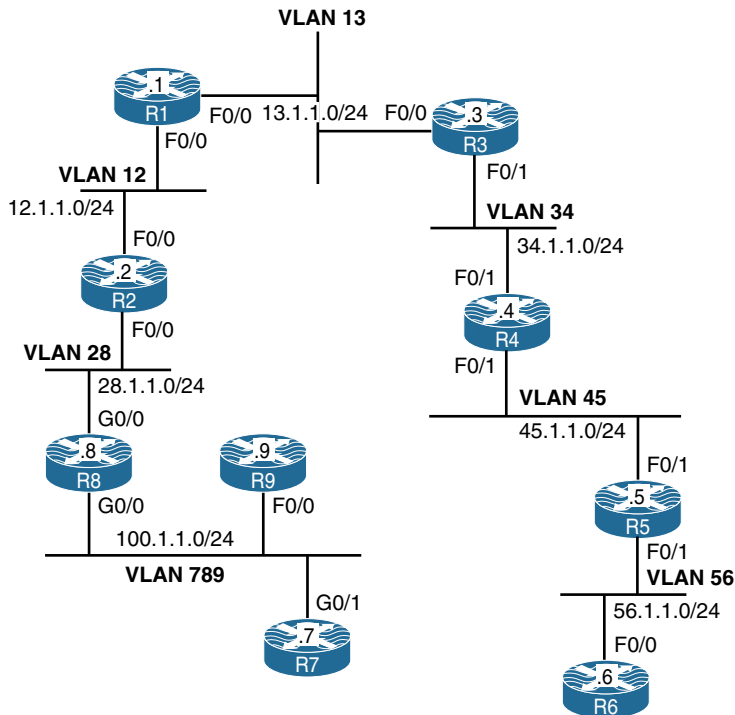 VLAN 13
.1
R1
F0/0
13.1.1.0/24
F0/0
.3
R3
F0/0
F0/1
VLAN 12
12.1.1.0/24
VLAN 34
34.1.1.0/24
F0/0
.2
R2
F0/1
.4
R4
F0/0
F0/1
VLAN 28
28.1.1.0/24
VLAN 45
45.1.1.0/24
G0/0
.8
R8
.9
R9
F0/1
.5
R5
G0/0
F0/0
F0/1
100.1.1.0/24
VLAN 789
VLAN 56
56.1.1.0/24
G0/1
.7
R7
F0/0
.6
R6